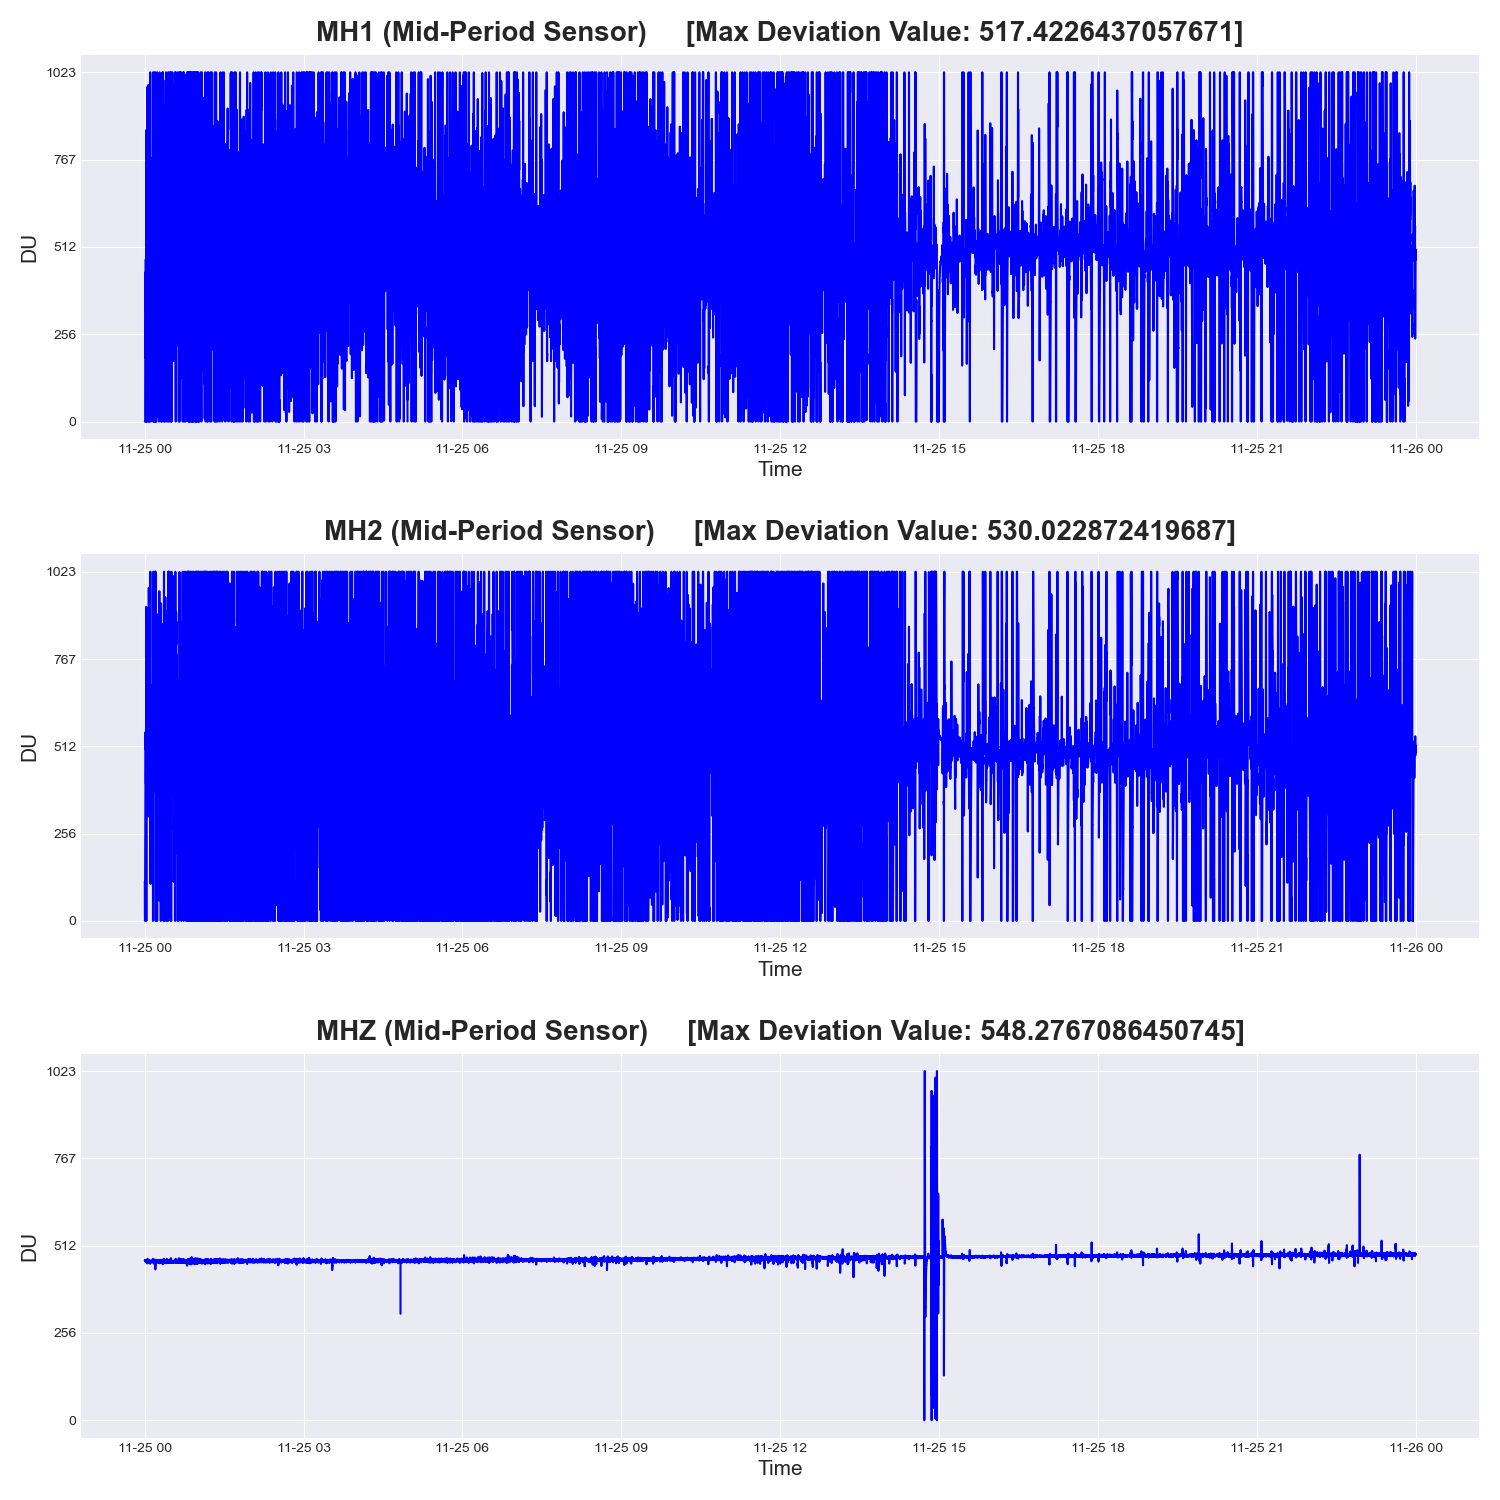 MH1 (Mid-Period Sensor) [Max Deviation Value: 517.4226437057671]
1023
767
512
256
0
DU
11-25 00 11-25 03 11-25 06 11-25 09 11-25 12 11-25 15 11-25 18 11-25 21 11-26 00
Time
MH2 (Mid-Period Sensor) [Max Deviation Value: 530.022872419687]
1023
767
512
256
0
DU
11-25 00 11-25 03 11-25 06 11-25 09 11-25 12 11-25 15 11-25 18 11-25 21 11-26 00
Time
MHZ (Mid-Period Sensor) [Max Deviation Value: 548.2767086450745]
1023
767
512
256
0
DU
11-25 00 11-25 03 11-25 06 11-25 09 11-25 12 11-25 15 11-25 18 11-25 21 11-26 00
Time